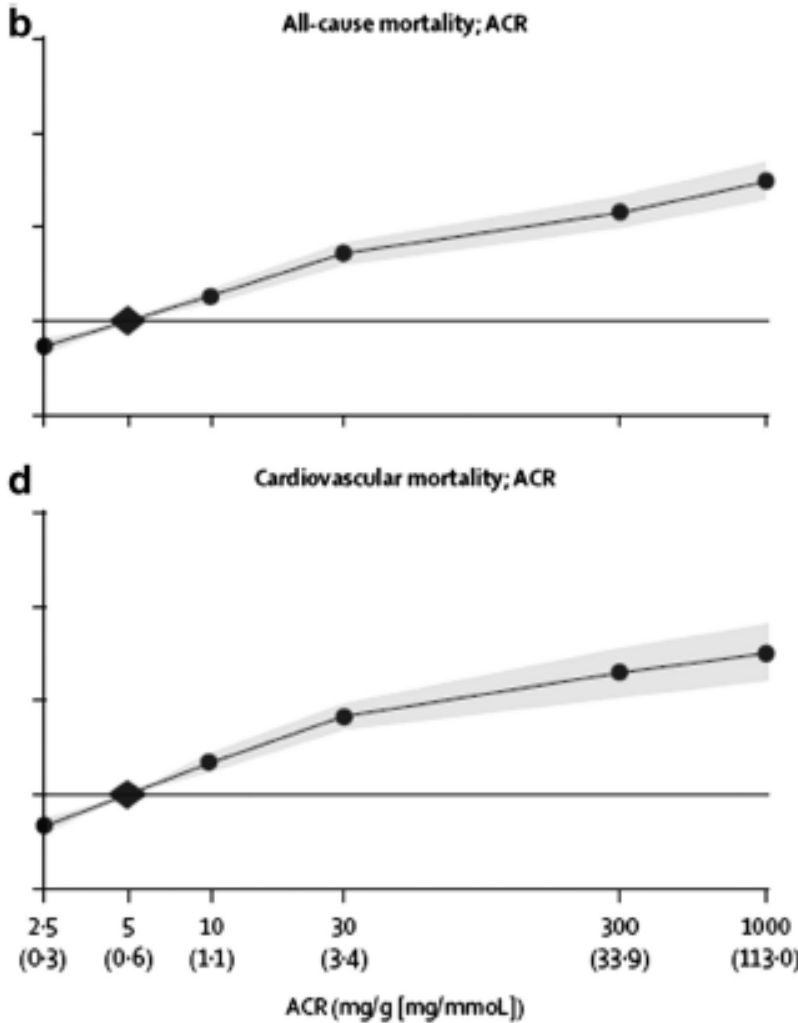 b
All-cause mortality; ACR
d
Cardiovascular mortality; ACR
2·5 5 10 30 300 1000
(0·3) (0·6) (1·1) (3·4) (33·9) (113·0)
ACR (mg/g [mg/mmoL])